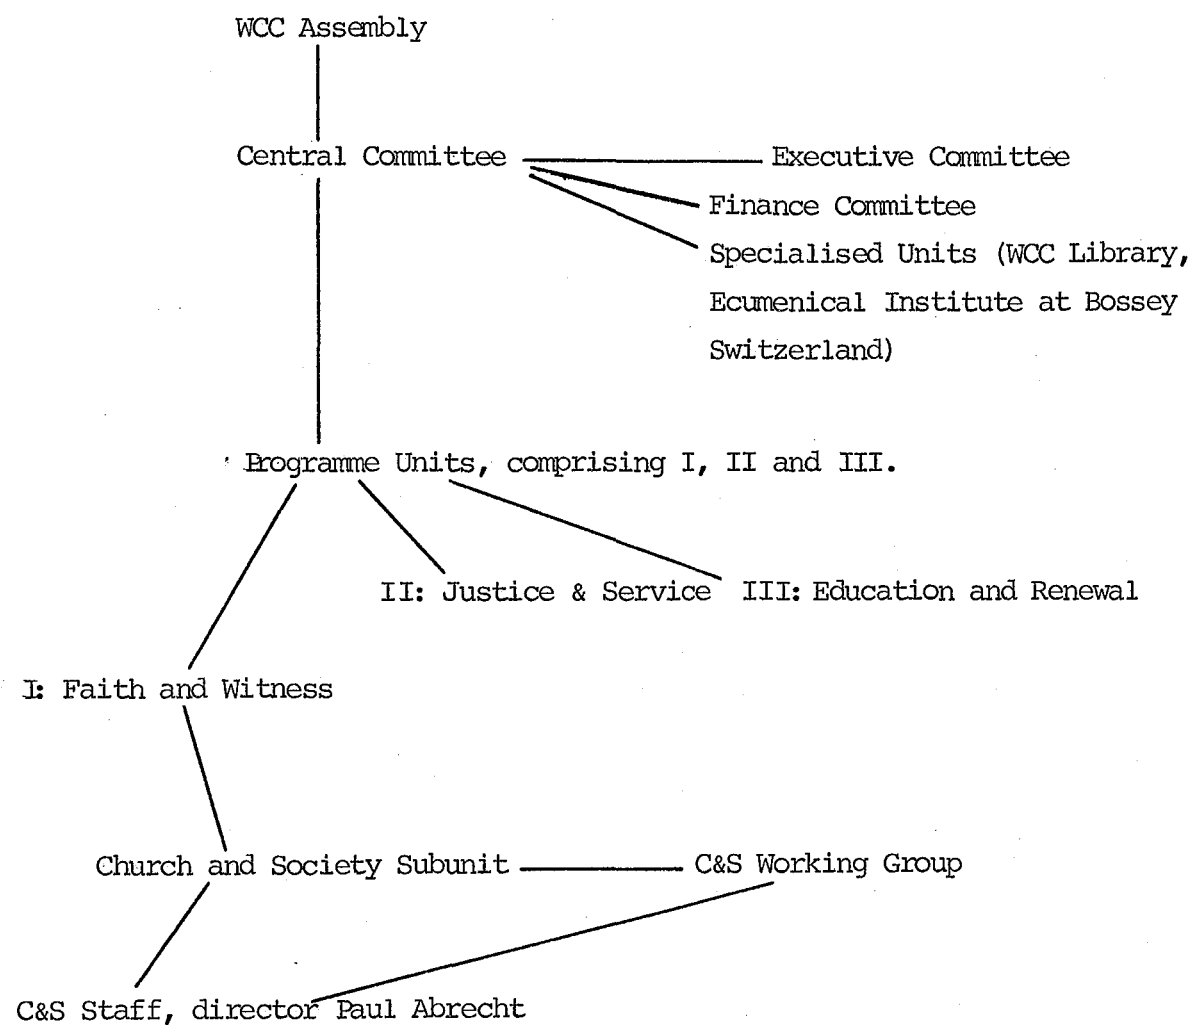 WCC Assembly
Central Committee
Executive Committee
Finance Committee
Specialised Units (WCC Library,
Ecumenical Institute at Bossey
Switzerland)
Programme Units, comprising I, II and III.
II: Justice & Service
III: Education and Renewal
I: Faith and Witness
Church and Society Subunit
C&S Working Group
C&S Staff, director Paul Abrecht